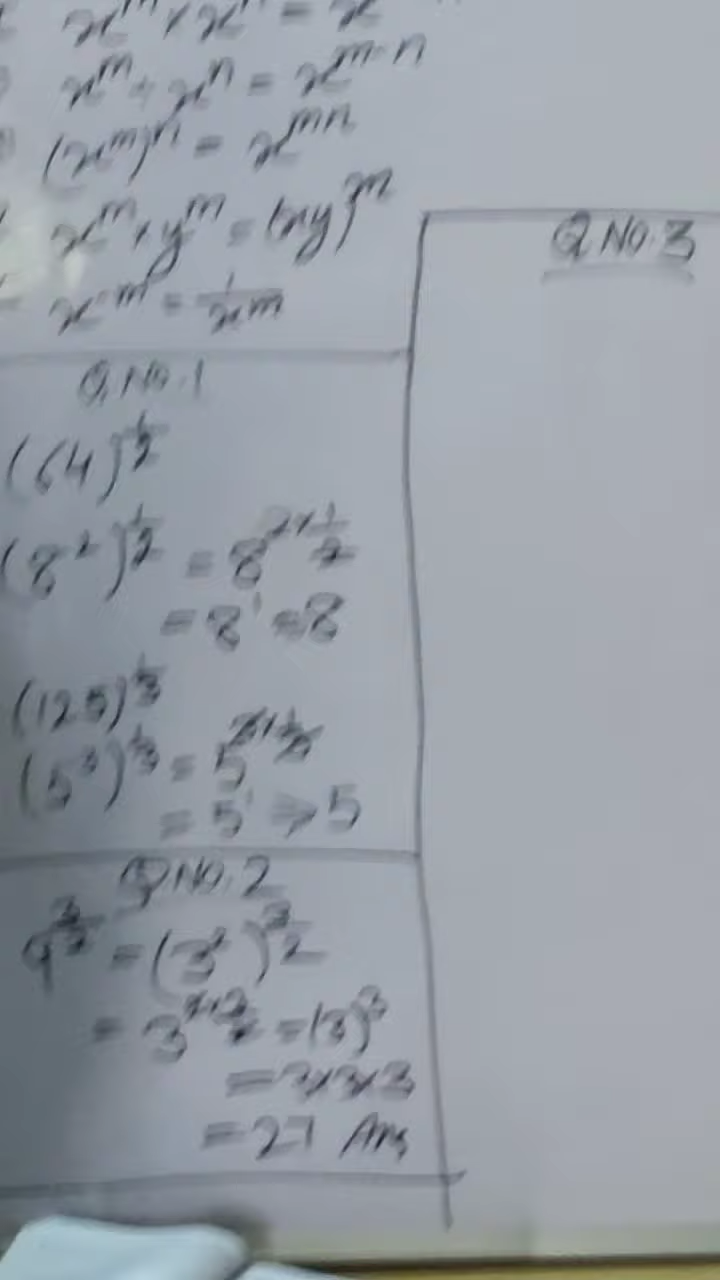 x^m × x^n = x
x^m ÷ x^n = x^{m-n}
(x^m)^n = x^{mn}
x^m × y^m = (xy)^m
x^{-m} = 1/x^m
Q.No.1
(64)^{1/2}
(8^2)^{1/2} = 8^{2×1/2}
= 8^1 = 8
(125)^{1/3}
(5^3)^{1/3} = 5^{3×1/3}
= 5^1 ⇒ 5
Q No. 2
9^{3/2} = (3^2)^{3/2}
= 3^{2×3/2} = (3)^3
= 3×3×3
= 27 Ans
Q No. 3